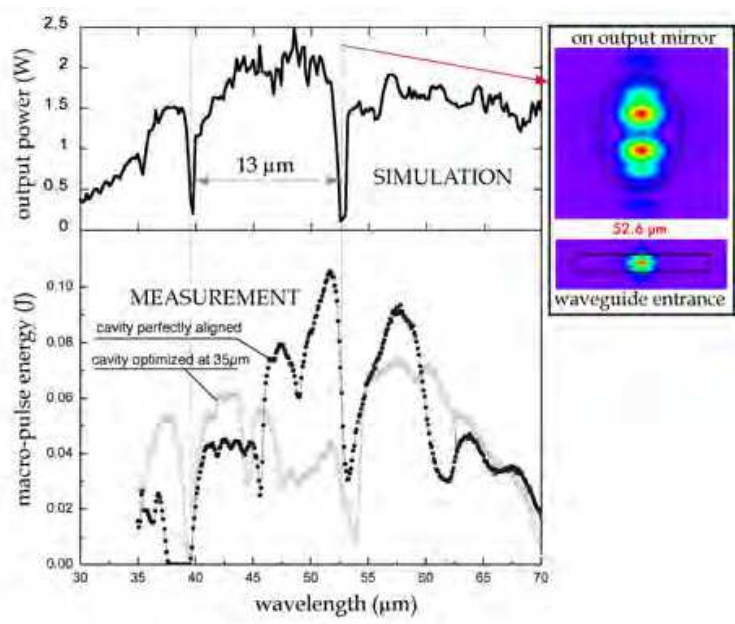 2.5
2
1.5
1
0.5
0
output power (W)
13 µm
SIMULATION
on output mirror
52.6 µm
waveguide entrance
0.10
0.08
0.06
0.04
0.02
0.00
macro-pulse energy (J)
MEASUREMENT
cavity perfectly aligned
cavity optimized at 35µm
30 35 40 45 50 55 60 65 70
wavelength (µm)